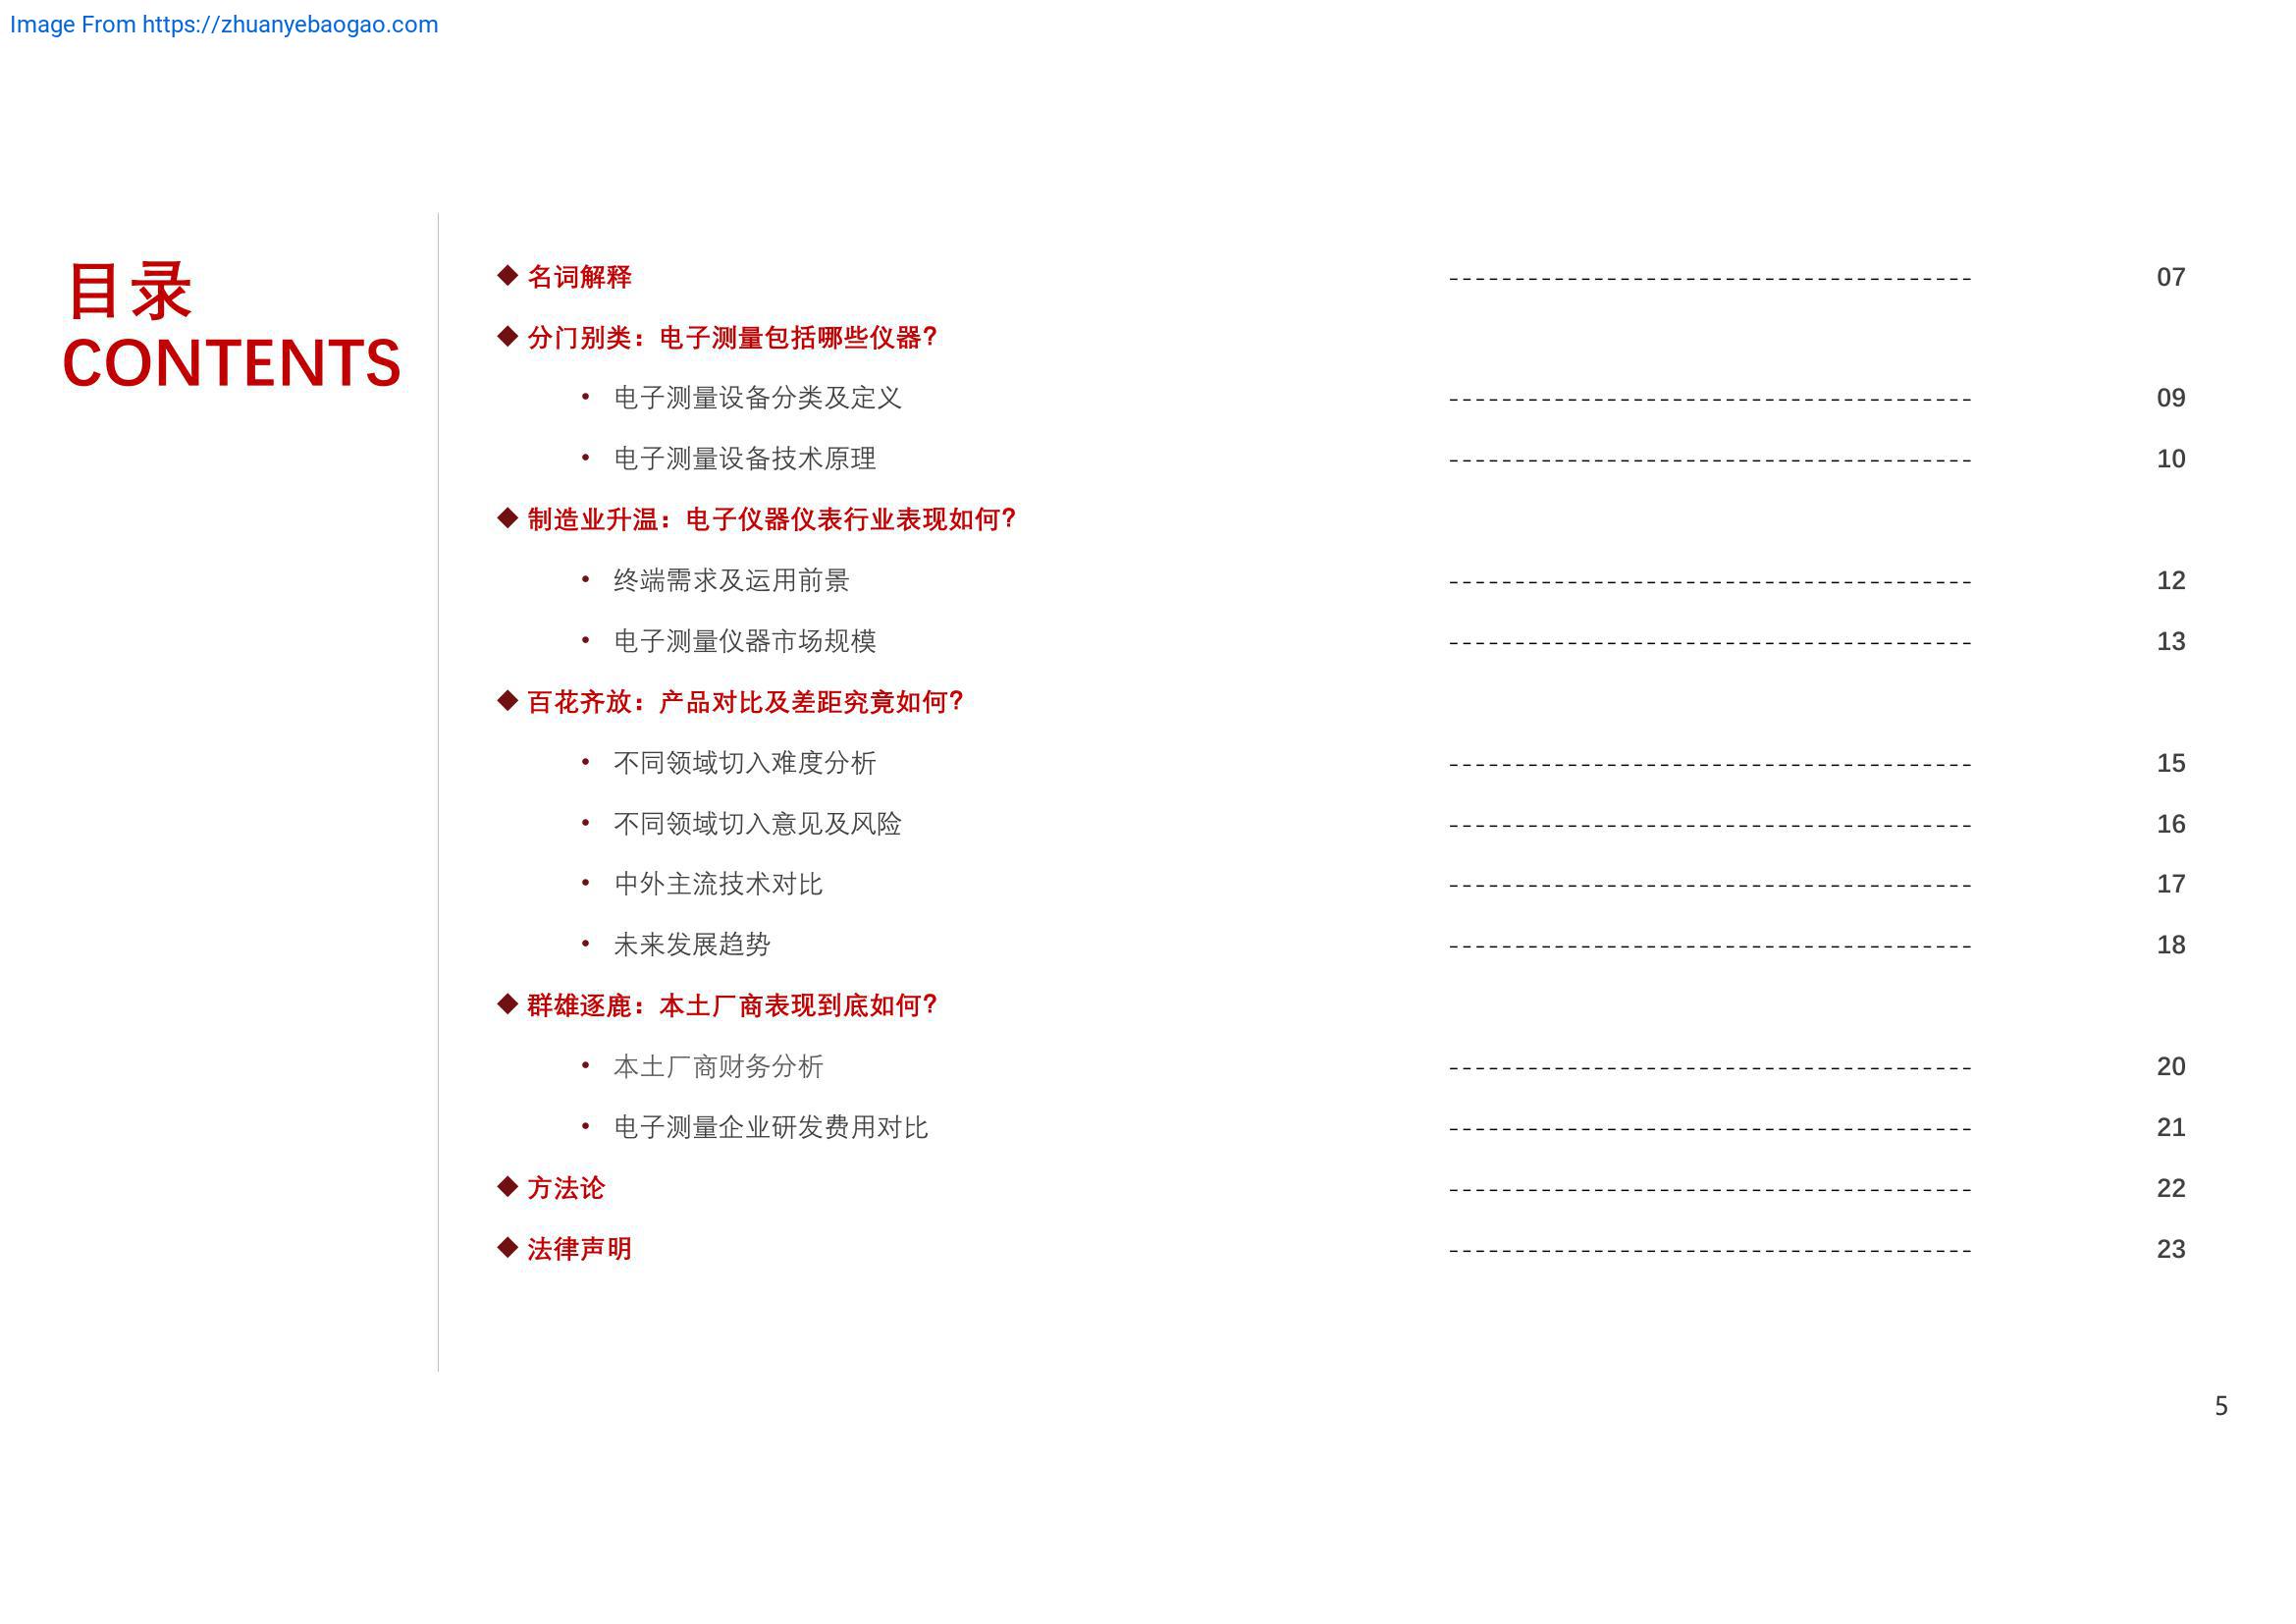 Image From https://zhuanyebaogao.com
目录
CONTENTS
◆ 名词解释 ---------------------------------------- 07
◆ 分门别类：电子测量包括哪些仪器？
• 电子测量设备分类及定义 ---------------------------------------- 09
• 电子测量设备技术原理 ---------------------------------------- 10
◆ 制造业升温：电子仪器仪表行业表现如何？
• 终端需求及运用前景 ---------------------------------------- 12
• 电子测量仪器市场规模 ---------------------------------------- 13
◆ 百花齐放：产品对比及差距究竟如何？
• 不同领域切入难度分析 ---------------------------------------- 15
• 不同领域切入意见及风险 ---------------------------------------- 16
• 中外主流技术对比 ---------------------------------------- 17
• 未来发展趋势 ---------------------------------------- 18
◆ 群雄逐鹿：本土厂商表现到底如何？
• 本土厂商财务分析 ---------------------------------------- 20
• 电子测量企业研发费用对比 ---------------------------------------- 21
◆ 方法论 ---------------------------------------- 22
◆ 法律声明 ---------------------------------------- 23
5